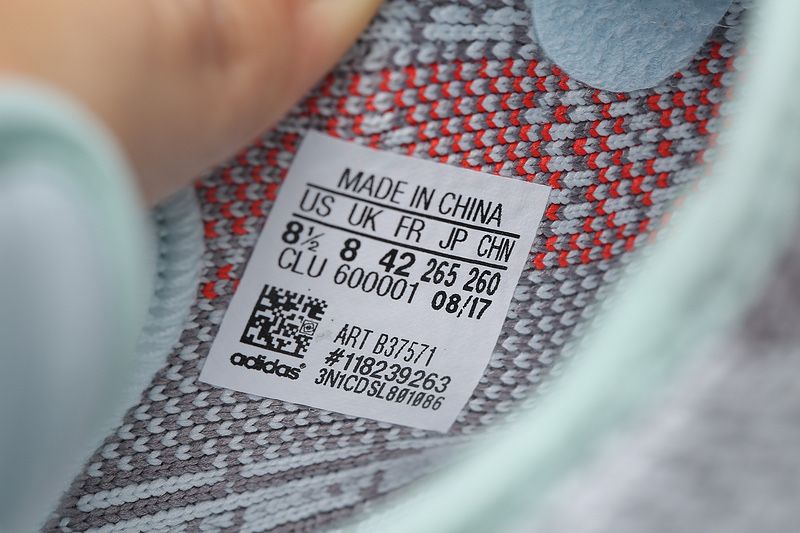 MADE IN CHINA
US UK FR JP CHN
8½ 8 42 265 260
CLU 600001 08/17
ART B37571
#118239263
3N1CDSL801086
adidas®